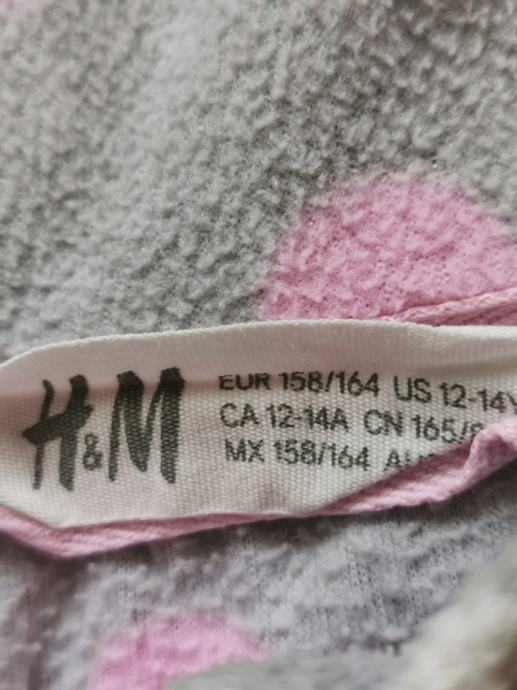 H&M
EUR 158/164 US 12-14Y
CA 12-14A CN 165/
MX 158/164